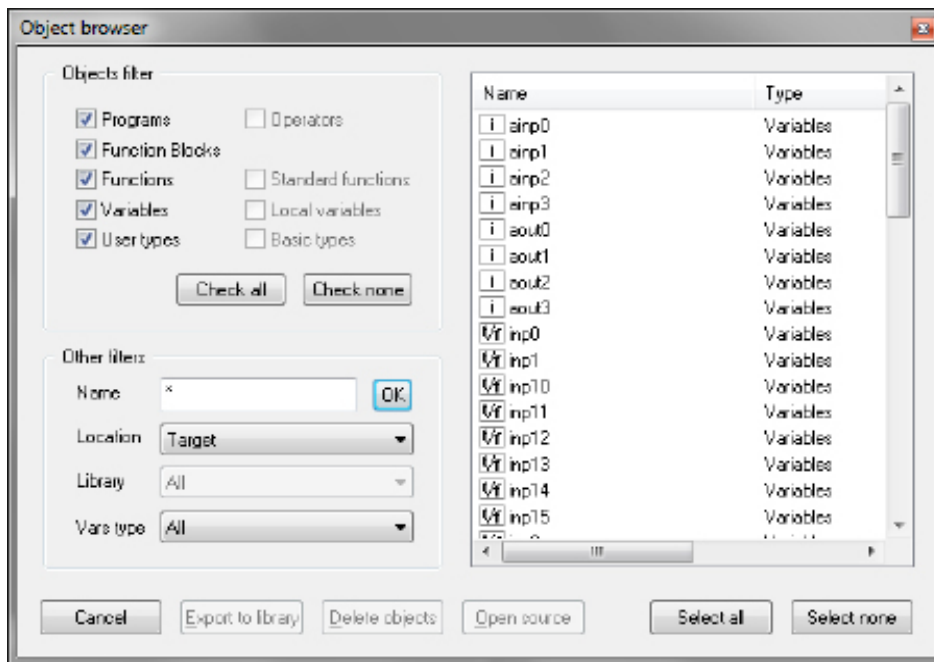 Object browser
Objects filter
Programs
Operators
Function Blocks
Functions
Standard functions
Variables
Local variables
User types
Basic types
Check all
Check none
Other filters
Name
*
OK
Location
Target
Library
All
Vars type
All
Name Type
i ainp0 Variables
i ainp1 Variables
i ainp2 Variables
i ainp3 Variables
i aout0 Variables
i aout1 Variables
i aout2 Variables
i aout3 Variables
inp0 Variables
inp1 Variables
inp10 Variables
inp11 Variables
inp12 Variables
inp13 Variables
inp14 Variables
inp15 Variables
Cancel
Export to library
Delete objects
Open source
Select all
Select none